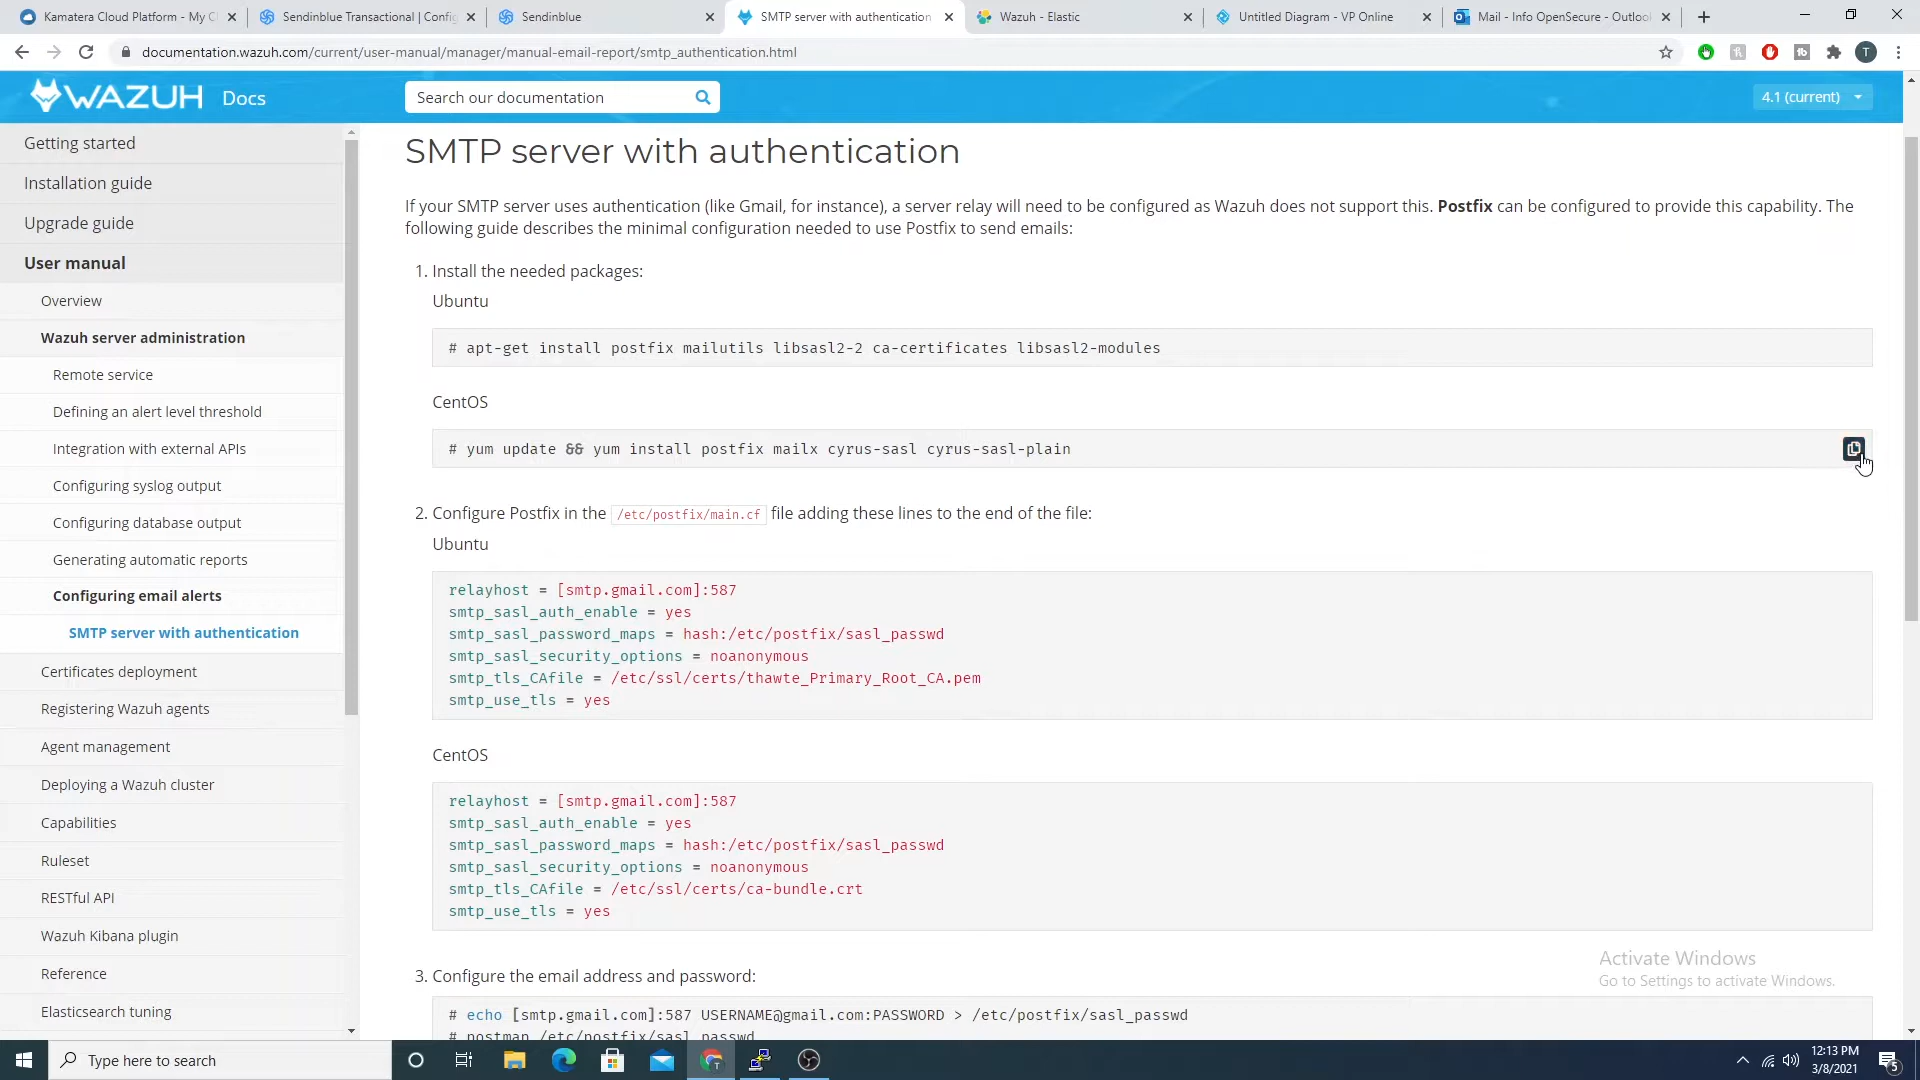 Kamatera Cloud Platform - My C
Sendinblue Transactional | Config
Sendinblue
SMTP server with authentication
Wazuh - Elastic
Untitled Diagram - VP Online
Mail - Info OpenSecure - Outloo
documentation.wazuh.com/current/user-manual/manager/manual-email-report/smtp_authentication.html
T
WAZUH Docs
Search our documentation
4.1 (current)
Getting started
Installation guide
Upgrade guide
User manual
Overview
Wazuh server administration
Remote service
Defining an alert level threshold
Integration with external APIs
Configuring syslog output
Configuring database output
Generating automatic reports
Configuring email alerts
SMTP server with authentication
Certificates deployment
Registering Wazuh agents
Agent management
Deploying a Wazuh cluster
Capabilities
Ruleset
RESTful API
Wazuh Kibana plugin
Reference
Elasticsearch tuning
SMTP server with authentication
If your SMTP server uses authentication (like Gmail, for instance), a server relay will need to be configured as Wazuh does not support this. Postfix can be configured to provide this capability. The
following guide describes the minimal configuration needed to use Postfix to send emails:
1. Install the needed packages:
Ubuntu
# apt-get install postfix mailutils libsasl2-2 ca-certificates libsasl2-modules
CentOS
# yum update && yum install postfix mailx cyrus-sasl cyrus-sasl-plain
2. Configure Postfix in the /etc/postfix/main.cf file adding these lines to the end of the file:
Ubuntu
relayhost = [smtp.gmail.com]:587
smtp_sasl_auth_enable = yes
smtp_sasl_password_maps = hash:/etc/postfix/sasl_passwd
smtp_sasl_security_options = noanonymous
smtp_tls_CAfile = /etc/ssl/certs/thawte_Primary_Root_CA.pem
smtp_use_tls = yes
CentOS
relayhost = [smtp.gmail.com]:587
smtp_sasl_auth_enable = yes
smtp_sasl_password_maps = hash:/etc/postfix/sasl_passwd
smtp_sasl_security_options = noanonymous
smtp_tls_CAfile = /etc/ssl/certs/ca-bundle.crt
smtp_use_tls = yes
3. Configure the email address and password:
# echo [smtp.gmail.com]:587 USERNAME@gmail.com:PASSWORD > /etc/postfix/sasl_passwd
# postmap /etc/postfix/sasl_passwd
Activate Windows
Go to Settings to activate Windows.
Type here to search
12:13 PM
3/8/2021
5